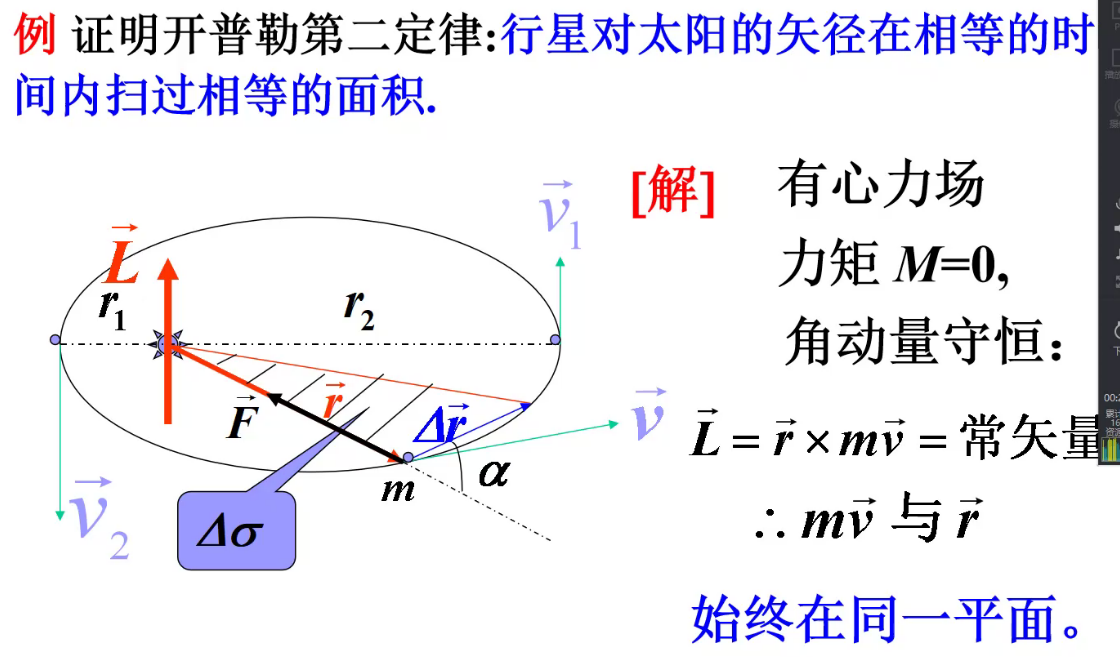 例 证明开普勒第二定律:行星对太阳的矢径在相等的时
间内扫过相等的面积.
[解] 有心力场
力矩 M=0,
角动量守恒：
L⃗ = r⃗ × mv⃗ = 常矢量
∴ mv⃗ 与 r⃗
始终在同一平面。
L⃗
r₁
r₂
v⃗₁
F⃗
r⃗
Δr⃗
v⃗
α
m
v⃗₂
Δσ